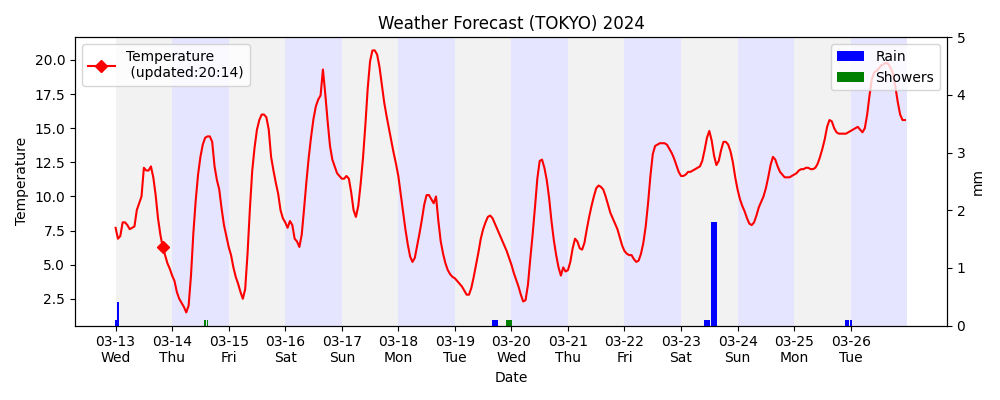 Weather Forecast (TOKYO) 2024
Temperature
(updated:20:14)
Rain
Showers
Temperature
20.0
17.5
15.0
12.5
10.0
7.5
5.0
2.5
5
4
3
2
1
0
mm
03-13 03-14 03-15 03-16 03-17 03-18 03-19 03-20 03-21 03-22 03-23 03-24 03-25 03-26
Wed Thu Fri Sat Sun Mon Tue Wed Thu Fri Sat Sun Mon Tue
Date